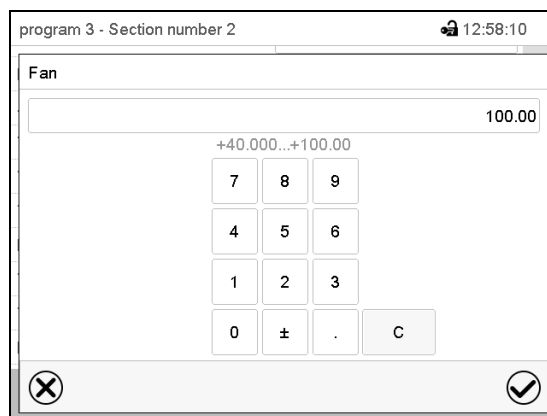 program 3 - Section number 2 12:58:10
Fan
100.00
+40.000...+100.00
7 8 9
4 5 6
1 2 3
0 ± . C